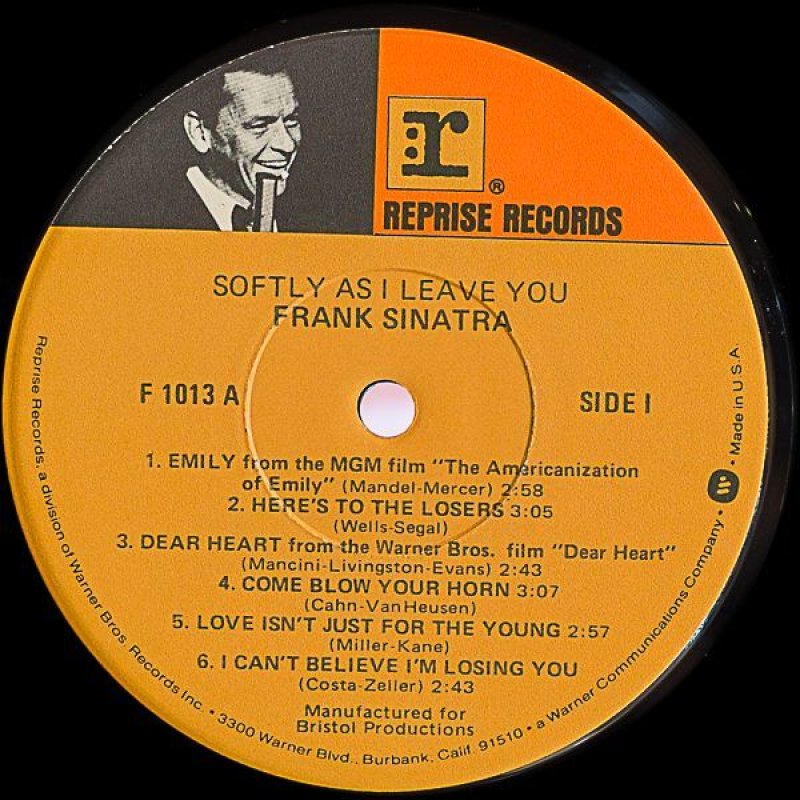 :r
®
REPRISE RECORDS
SOFTLY AS I LEAVE YOU
FRANK SINATRA
F 1013 A
SIDE I
1. EMILY from the MGM film "The Americanization
of Emily" (Mandel-Mercer) 2:58
2. HERE'S TO THE LOSERS 3:05
(Wells-Segal)
3. DEAR HEART from the Warner Bros. film "Dear Heart"
(Mancini-Livingston-Evans) 2:43
4. COME BLOW YOUR HORN 3:07
(Cahn-VanHeusen)
5. LOVE ISN'T JUST FOR THE YOUNG 2:57
(Miller-Kane)
6. I CAN'T BELIEVE I'M LOSING YOU
(Costa-Zeller) 2:43
Manufactured for
Bristol Productions
Reprise Records, a division of Warner Bros. Records Inc. • 3300 Warner Blvd., Burbank, Calif. 91510 • a Warner Communications Company • W • Made in U.S.A.